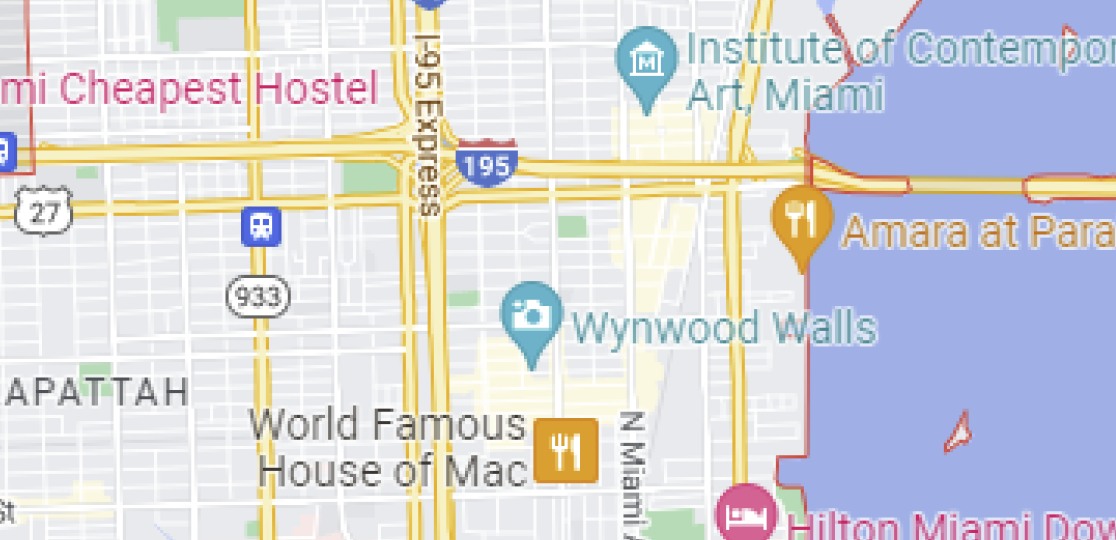 I-95 Express
Institute of Contempor
Art, Miami
mi Cheapest Hostel
195
27
Amara at Para
933
Wynwood Walls
APATTAH
World Famous
House of Mac
N Miami A
St
Hilton Miami Dow